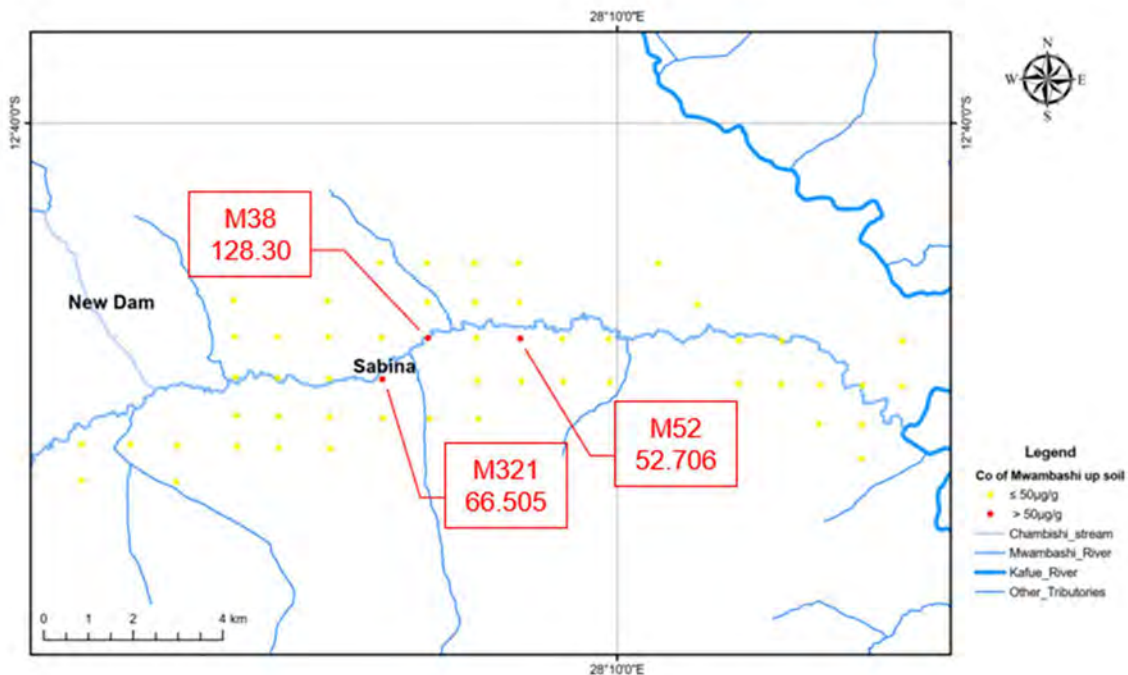 28°10'0"E
N
W E
S
12°40'0"S
12°40'0"S
M38
128.30
New Dam
Sabina
M52
52.706
M321
66.505
Legend
Co of Mwambashi up soil
≤ 50µg/g
> 50µg/g
Chambishi_stream
Mwambashi_River
Kafue_River
Other_Tributories
0 1 2 4 km
28°10'0"E